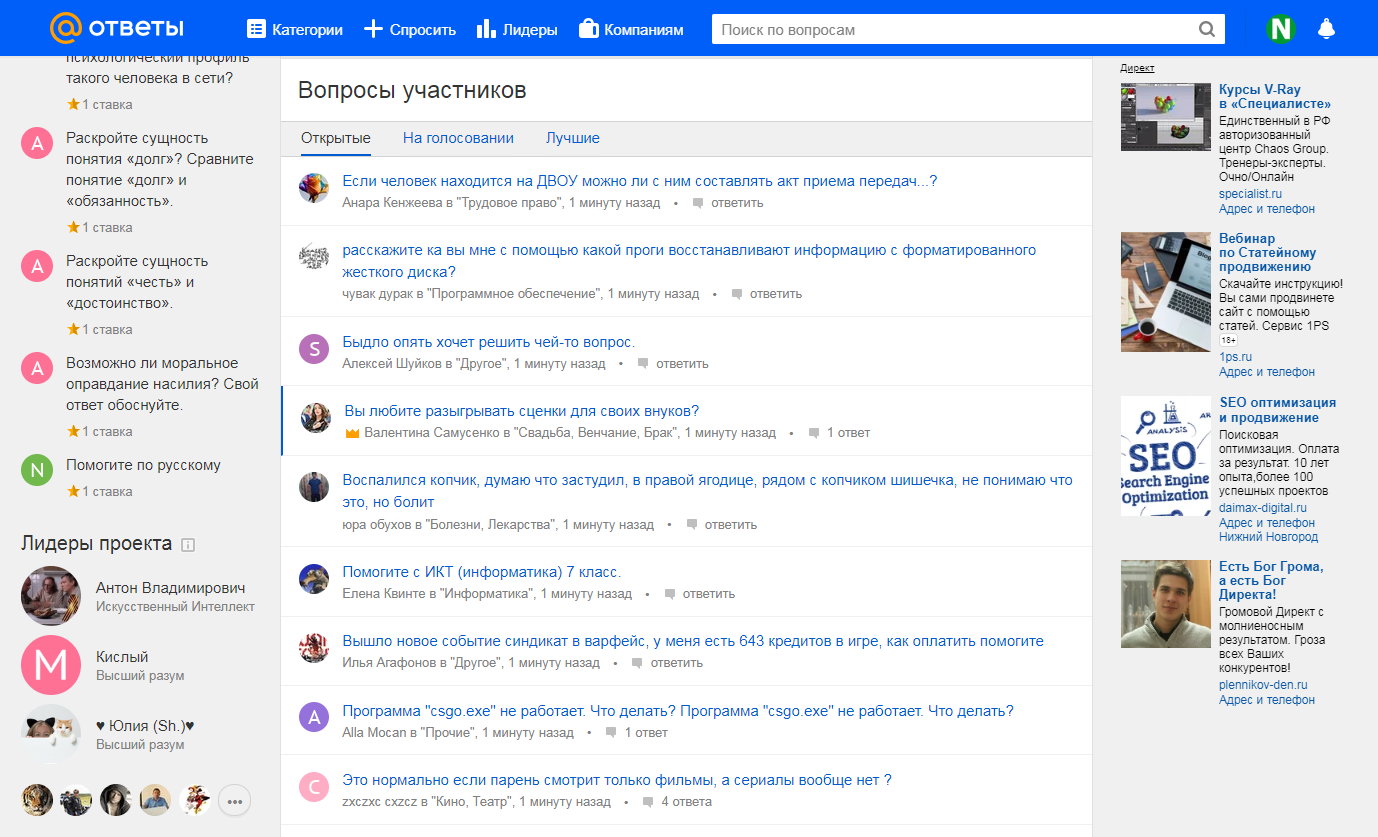 ответы
Категории
Спросить
Лидеры
Компаниям
Поиск по вопросам
N
психологический профиль
такого человека в сети?
1 ставка
А
Раскройте сущность
понятия «долг»? Сравните
понятие «долг» и
«обязанность».
1 ставка
А
Раскройте сущность
понятий «честь» и
«достоинство».
1 ставка
А
Возможно ли моральное
оправдание насилия? Свой
ответ обоснуйте.
1 ставка
N
Помогите по русскому
1 ставка
Лидеры проекта
Антон Владимирович
Искусственный Интеллект
М
Кислый
Высший разум
♥ Юлия (Sh.)♥
Высший разум
Вопросы участников
Открытые
На голосовании
Лучшие
Если человек находится на ДВОУ можно ли с ним составлять акт приема передач...?
Анара Кенжеева в "Трудовое право", 1 минуту назад • ответить
расскажите ка вы мне с помощью какой проги восстанавливают информацию с форматированного
жесткого диска?
чувак дурак в "Программное обеспечение", 1 минуту назад • ответить
S
Быдло опять хочет решить чей-то вопрос.
Алексей Шуйков в "Другое", 1 минуту назад • ответить
Вы любите разыгрывать сценки для своих внуков?
Валентина Самусенко в "Свадьба, Венчание, Брак", 1 минуту назад • 1 ответ
Воспалился копчик, думаю что застудил, в правой ягодице, рядом с копчиком шишечка, не понимаю что
это, но болит
юра обухов в "Болезни, Лекарства", 1 минуту назад • ответить
Помогите с ИКТ (информатика) 7 класс.
Елена Квинте в "Информатика", 1 минуту назад • ответить
Вышло новое событие синдикат в варфейс, у меня есть 643 кредитов в игре, как оплатить помогите
Илья Агафонов в "Другое", 1 минуту назад • ответить
A
Программа "csgo.exe" не работает. Что делать? Программа "csgo.exe" не работает. Что делать?
Alla Mocan в "Прочие", 1 минуту назад • 1 ответ
C
Это нормально если парень смотрит только фильмы, а сериалы вообще нет ?
zxczxc cxzcz в "Кино, Театр", 1 минуту назад • 4 ответа
Директ
Курсы V-Ray
в «Специалисте»
Единственный в РФ
авторизованный
центр Chaos Group.
Тренеры-эксперты.
Очно/Онлайн
specialist.ru
Адрес и телефон
Вебинар
по Статейному
продвижению
Скачайте инструкцию!
Вы сами продвинете
сайт с помощью
статей. Сервис 1PS
18+
1ps.ru
Адрес и телефон
ANALYSIS
SEO
Search Engine
Optimization
SEO оптимизация
и продвижение
Поисковая
оптимизация. Оплата
за результат. 10 лет
опыта,более 100
успешных проектов
daimax-digital.ru
Адрес и телефон
Нижний Новгород
Есть Бог Грома,
а есть Бог
Директа!
Громовой Директ с
молниеносным
результатом. Гроза
всех Ваших
конкурентов!
plennikov-den.ru
Адрес и телефон